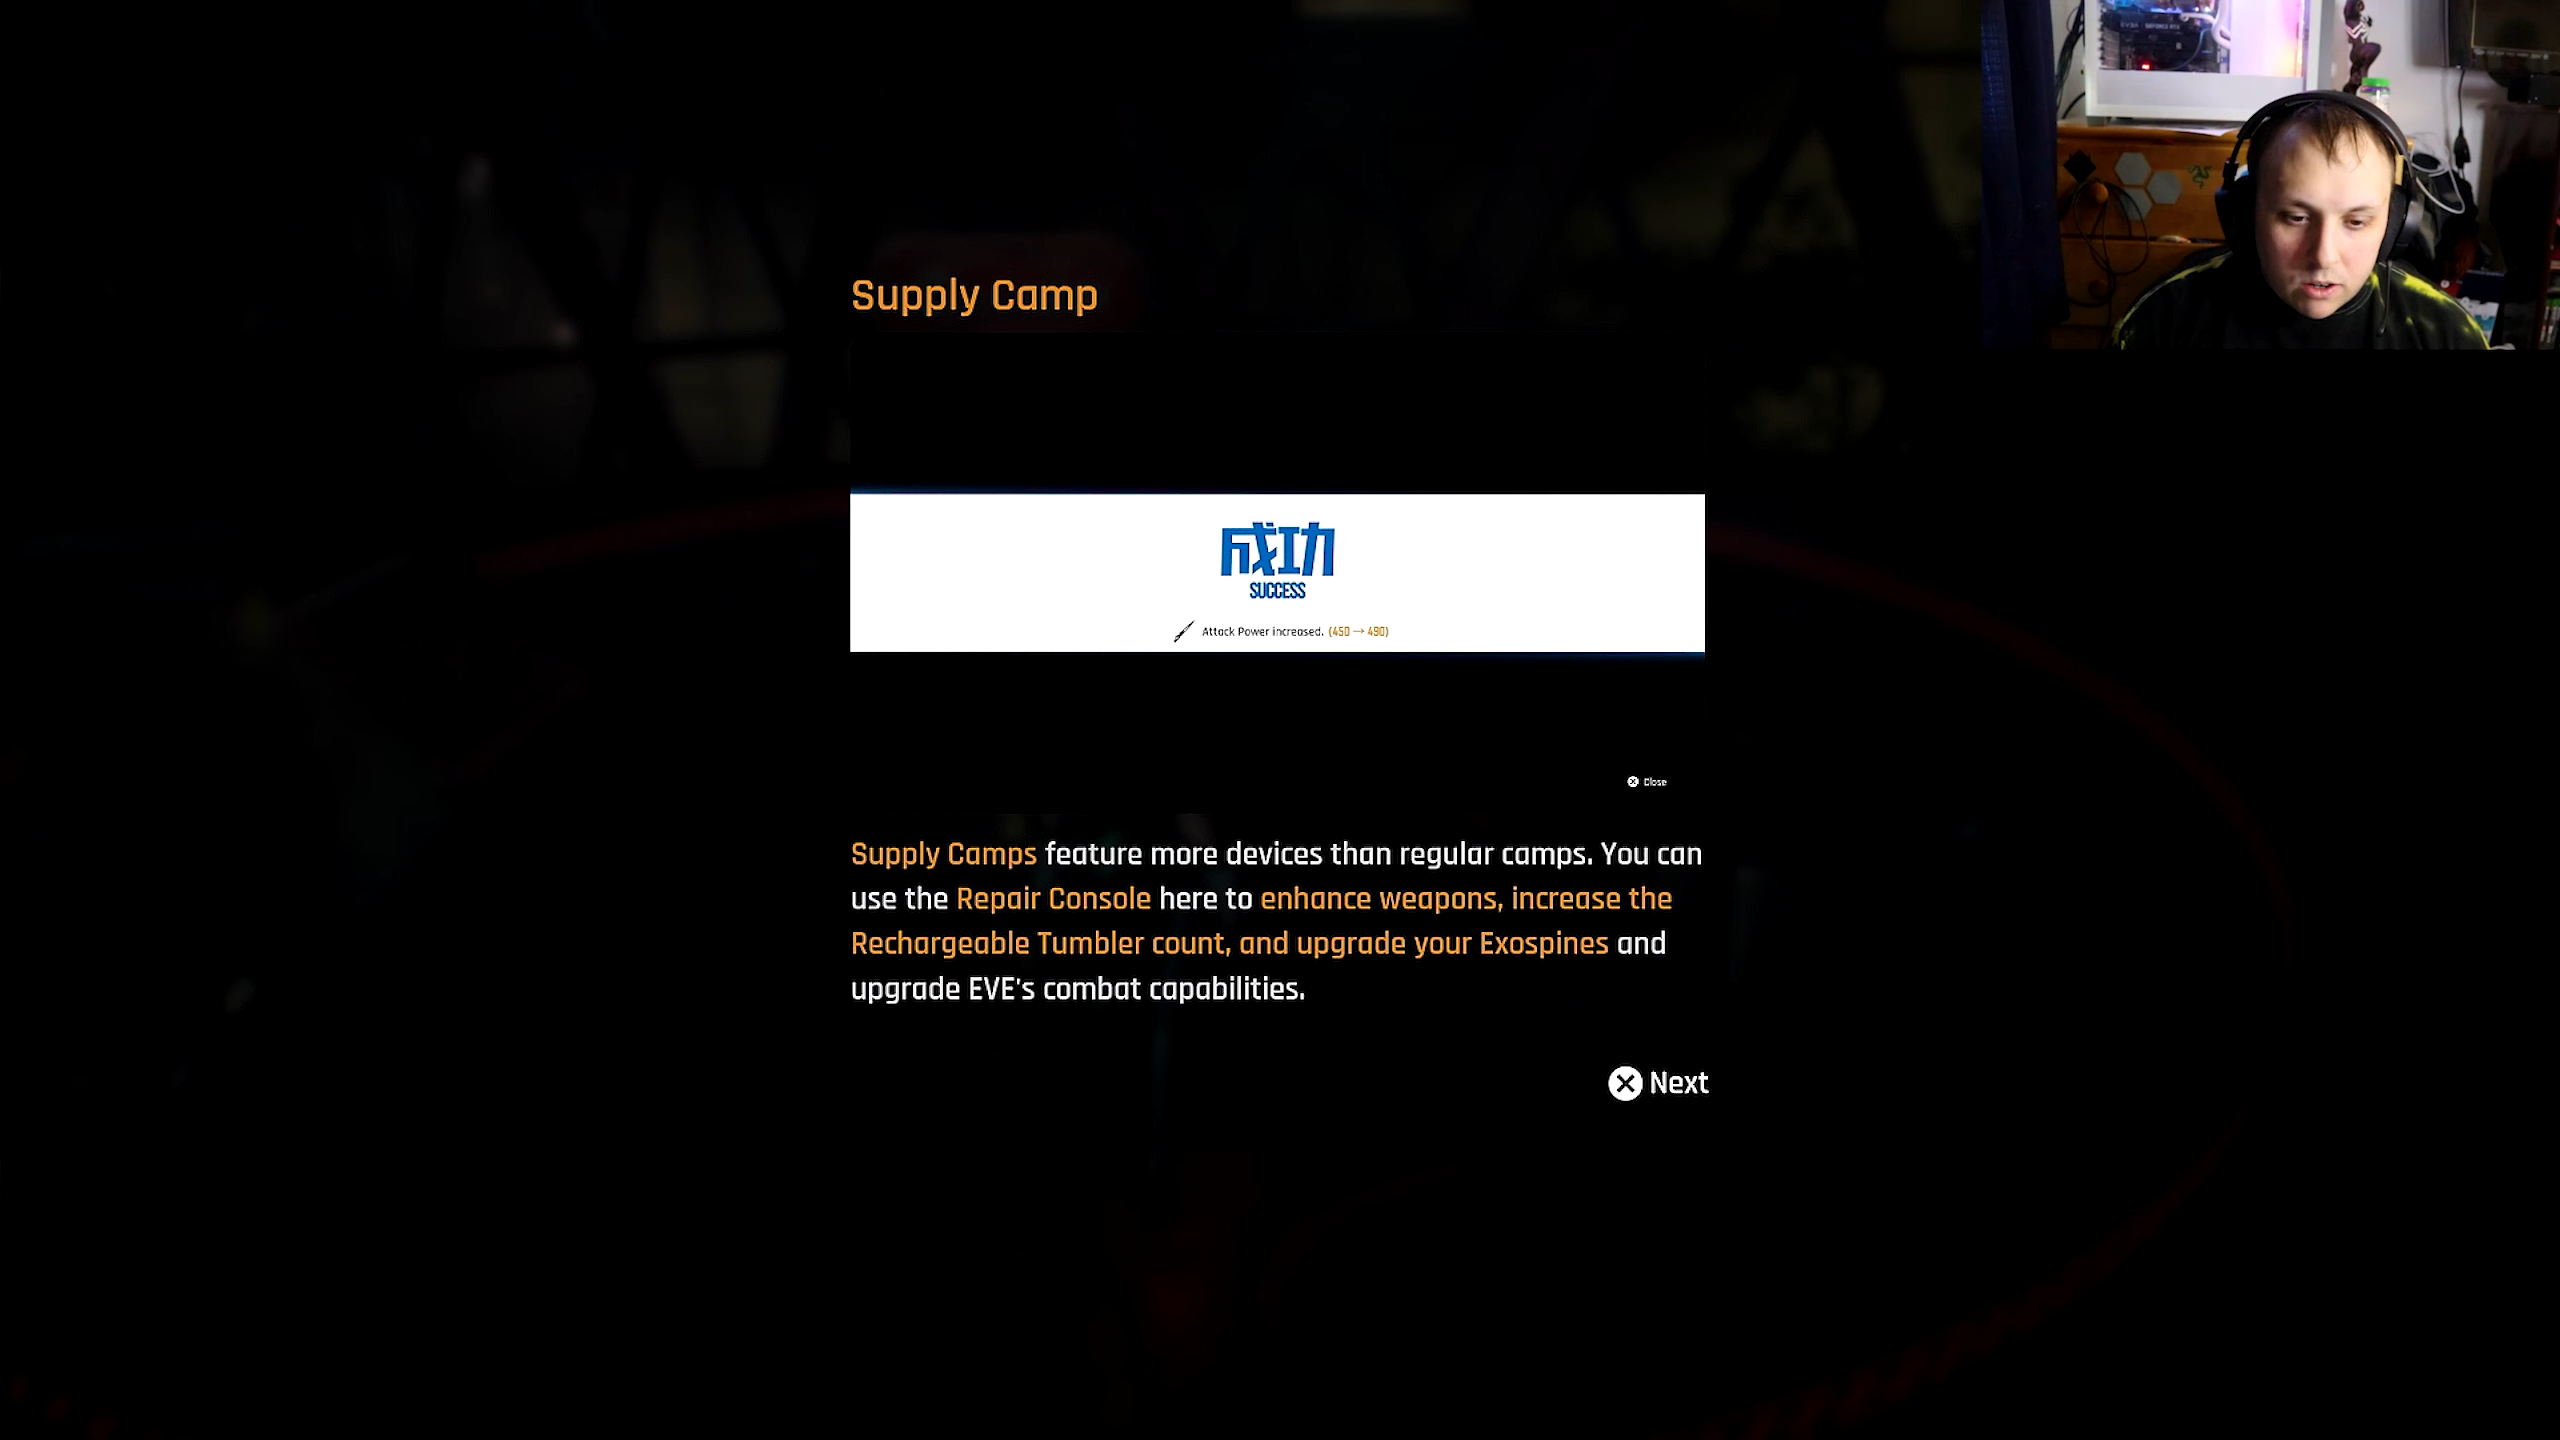 Supply Camp
成功
SUCCESS
Attack Power increased. (450 → 490)
Close
Supply Camps feature more devices than regular camps. You can
use the Repair Console here to enhance weapons, increase the
Rechargeable Tumbler count, and upgrade your Exospines and
upgrade EVE's combat capabilities.
Next